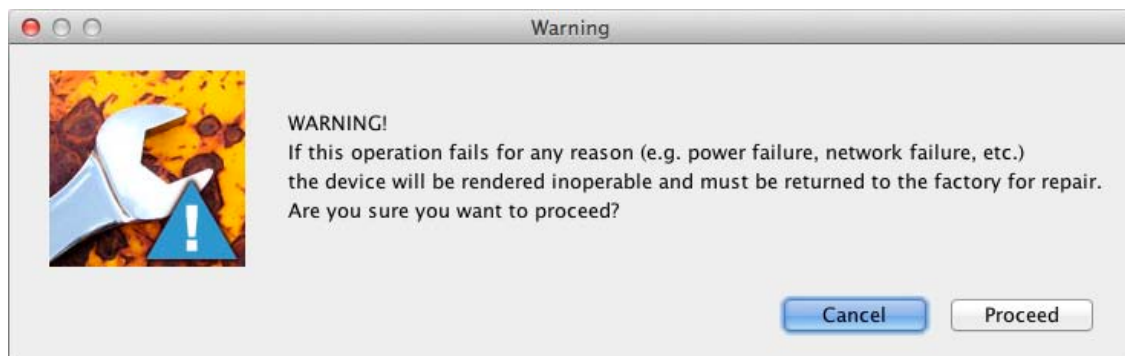 Warning
WARNING!
If this operation fails for any reason (e.g. power failure, network failure, etc.)
the device will be rendered inoperable and must be returned to the factory for repair.
Are you sure you want to proceed?
Cancel
Proceed